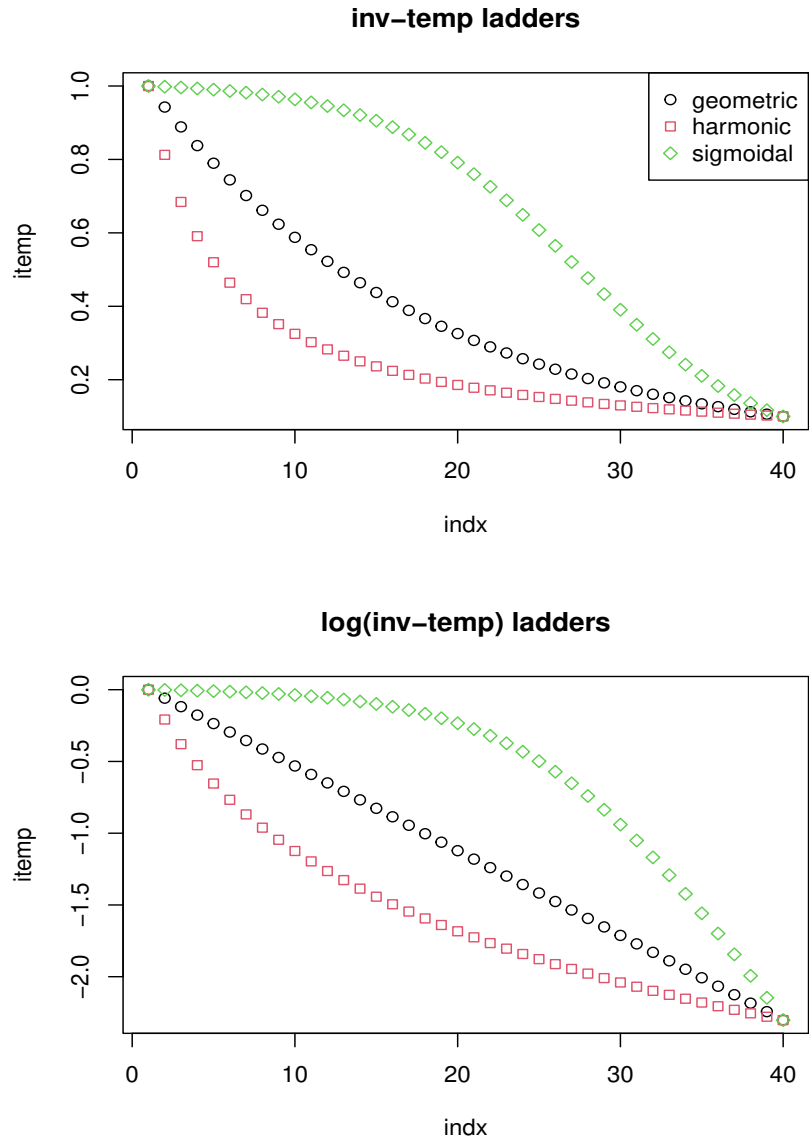 inv−temp ladders
geometric
harmonic
sigmoidal
1.0
0.8
0.6
0.4
0.2
itemp
0 10 20 30 40
indx
log(inv−temp) ladders
0.0
−0.5
−1.0
−1.5
−2.0
itemp
0 10 20 30 40
indx